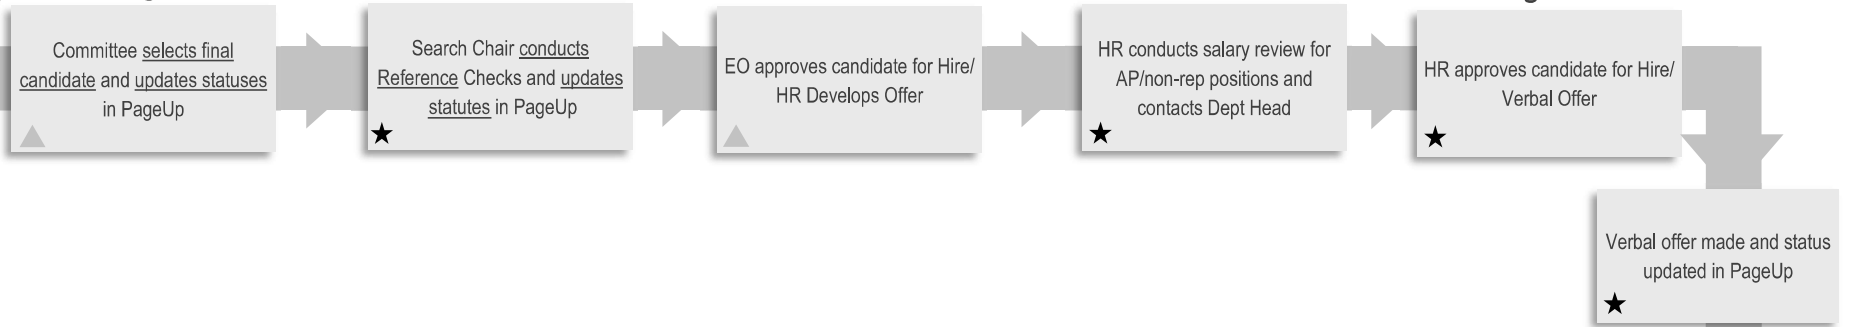 Committee selects final
candidate and updates statuses
in PageUp
Search Chair conducts
Reference Checks and updates
statutes in PageUp
EO approves candidate for Hire/
HR Develops Offer
HR conducts salary review for
AP/non-rep positions and
contacts Dept Head
HR approves candidate for Hire/
Verbal Offer
Verbal offer made and status
updated in PageUp